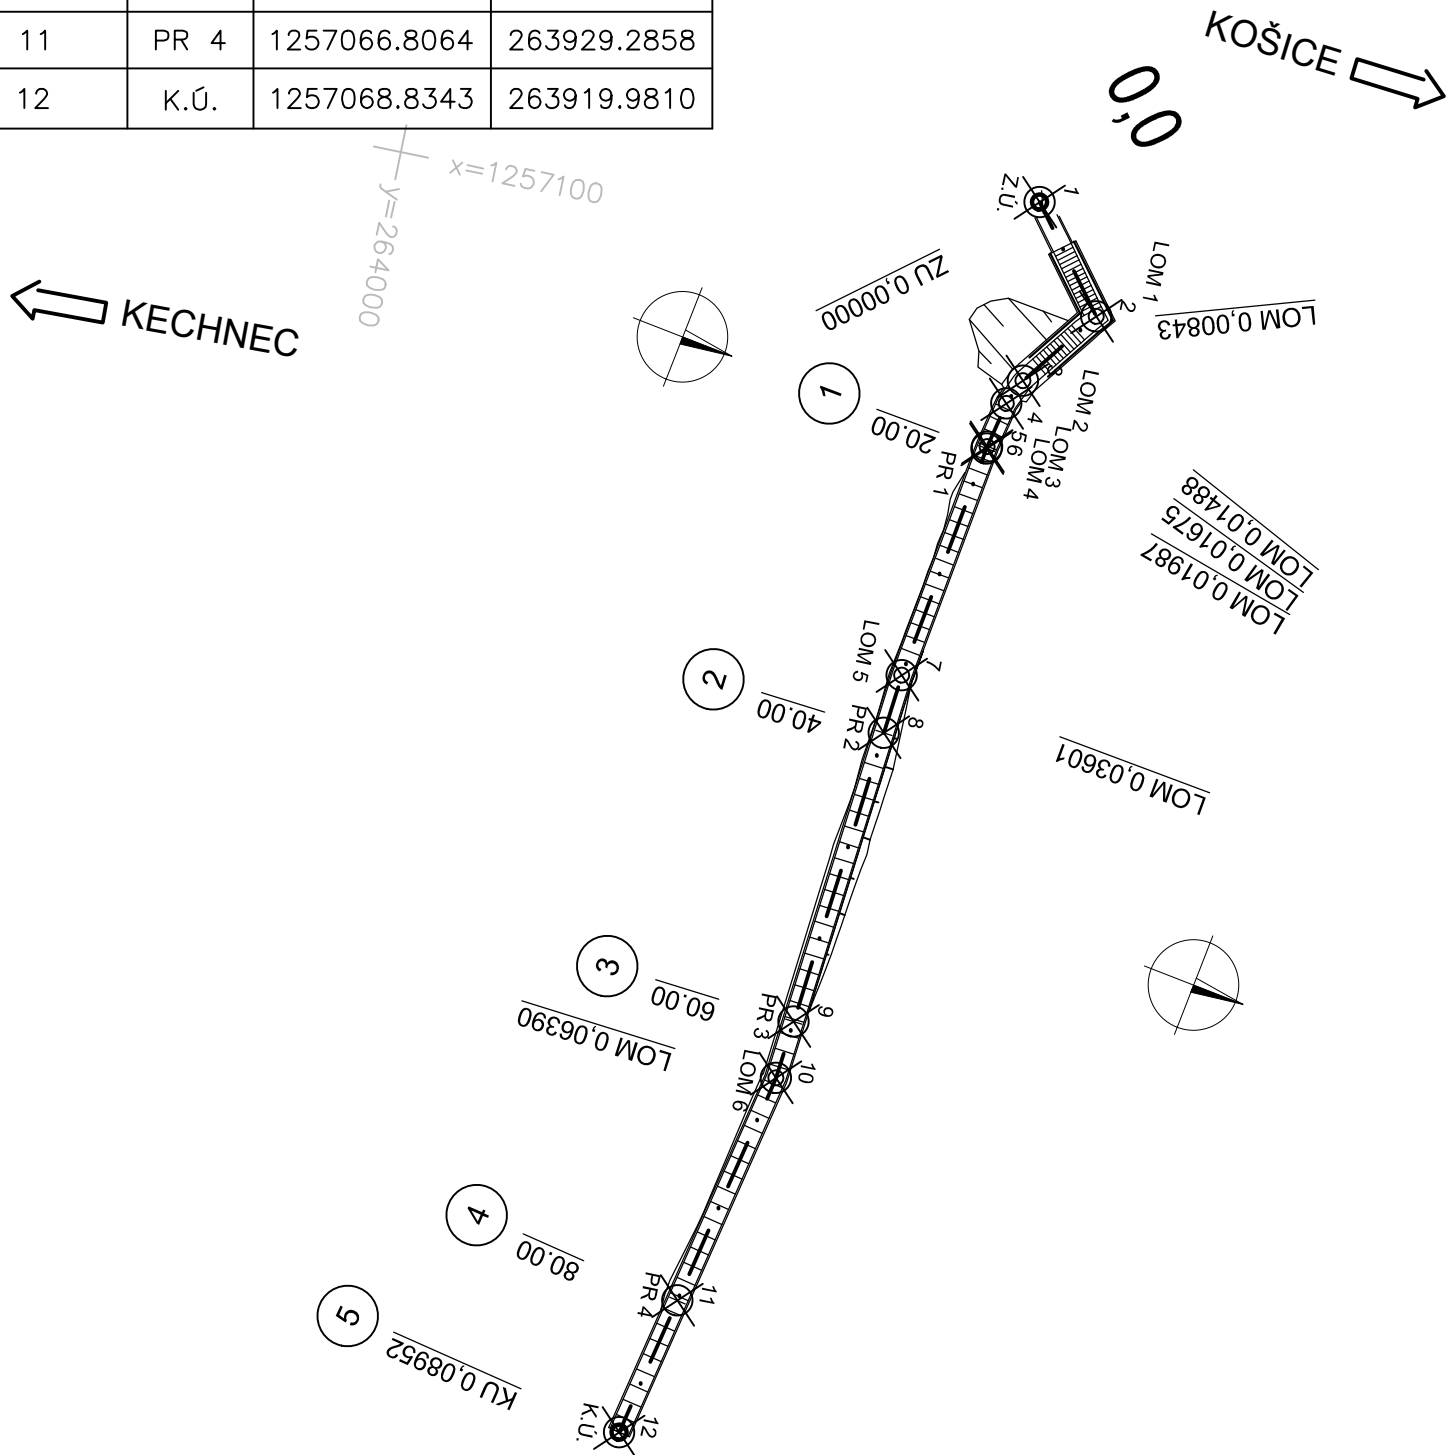 11 PR 4 1257066.8064 263929.2858
12 K.Ú. 1257068.8343 263919.9810
KOŠICE
0,0
x=1257100
y=264000
KECHNEC
Z.Ú.
1
LOM 1
2
ZU 0,00000
LOM 0,00843
1
20.00
LOM 2
3
4
LOM 3
5
6
LOM 4
PR 1
LOM 0,01488
LOM 0,01675
LOM 0,01987
LOM 5
7
2
40.00
PR 2
8
LOM 0,03601
3
60.00
PR 3
9
LOM 0,06390
LOM 6
10
4
80.00
PR 4
11
5
KU 0,08952
K.Ú.
12